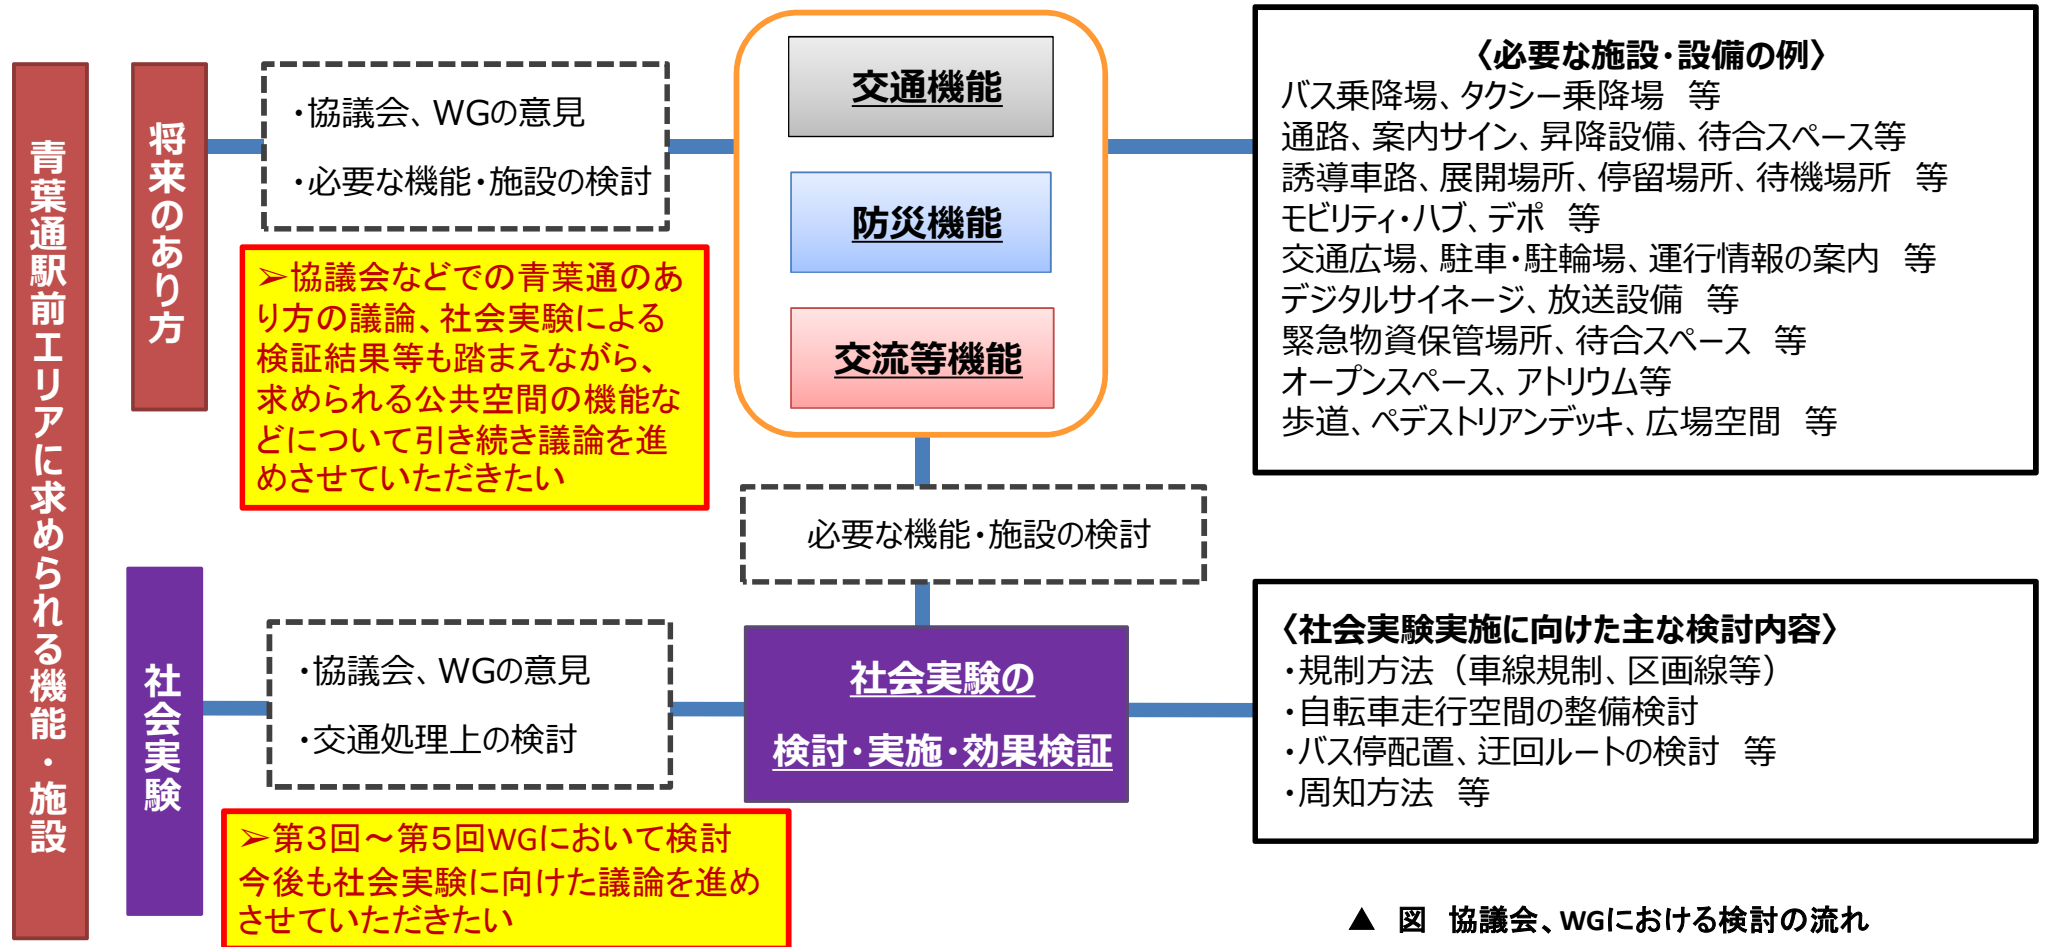 青葉通駅前エリアに求められる機能・施設
将来のあり方
・協議会、WGの意見
・必要な機能・施設の検討
➢協議会などでの青葉通のあ
り方の議論、社会実験による
検証結果等も踏まえながら、
求められる公共空間の機能な
どについて引き続き議論を進
めさせていただきたい
交通機能
防災機能
交流等機能
〈必要な施設・設備の例〉
バス乗降場、タクシー乗降場　等
通路、案内サイン、昇降設備、待合スペース等
誘導車路、展開場所、停留場所、待機場所　等
モビリティ・ハブ、デポ　等
交通広場、駐車・駐輪場、運行情報の案内　等
デジタルサイネージ、放送設備　等
緊急物資保管場所、待合スペース　等
オープンスペース、アトリウム等
歩道、ペデストリアンデッキ、広場空間　等
必要な機能・施設の検討
社会実験
・協議会、WGの意見
・交通処理上の検討
➢第3回～第5回WGにおいて検討
今後も社会実験に向けた議論を進め
させていただきたい
社会実験の
検討・実施・効果検証
〈社会実験実施に向けた主な検討内容〉
・規制方法（車線規制、区画線等）
・自転車走行空間の整備検討
・バス停配置、迂回ルートの検討　等
・周知方法　等
▲　図　協議会、WGにおける検討の流れ